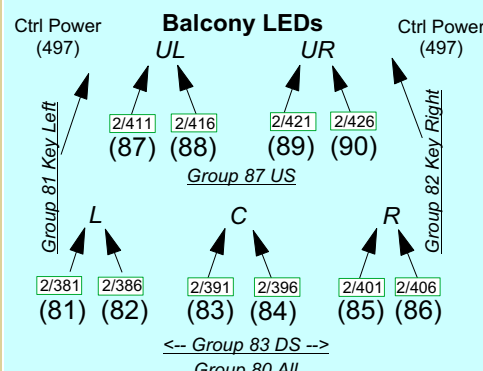 Balcony LEDs
Ctrl Power
(497)
Ctrl Power
(497)
UL UR
2/411 2/416 2/421 2/426
(87) (88) (89) (90)
Group 87 US
Group 81 Key Left
Group 82 Key Right
L C R
2/381 2/386 2/391 2/396 2/401 2/406
(81) (82) (83) (84) (85) (86)
<-- Group 83 DS -->
Group 80 All